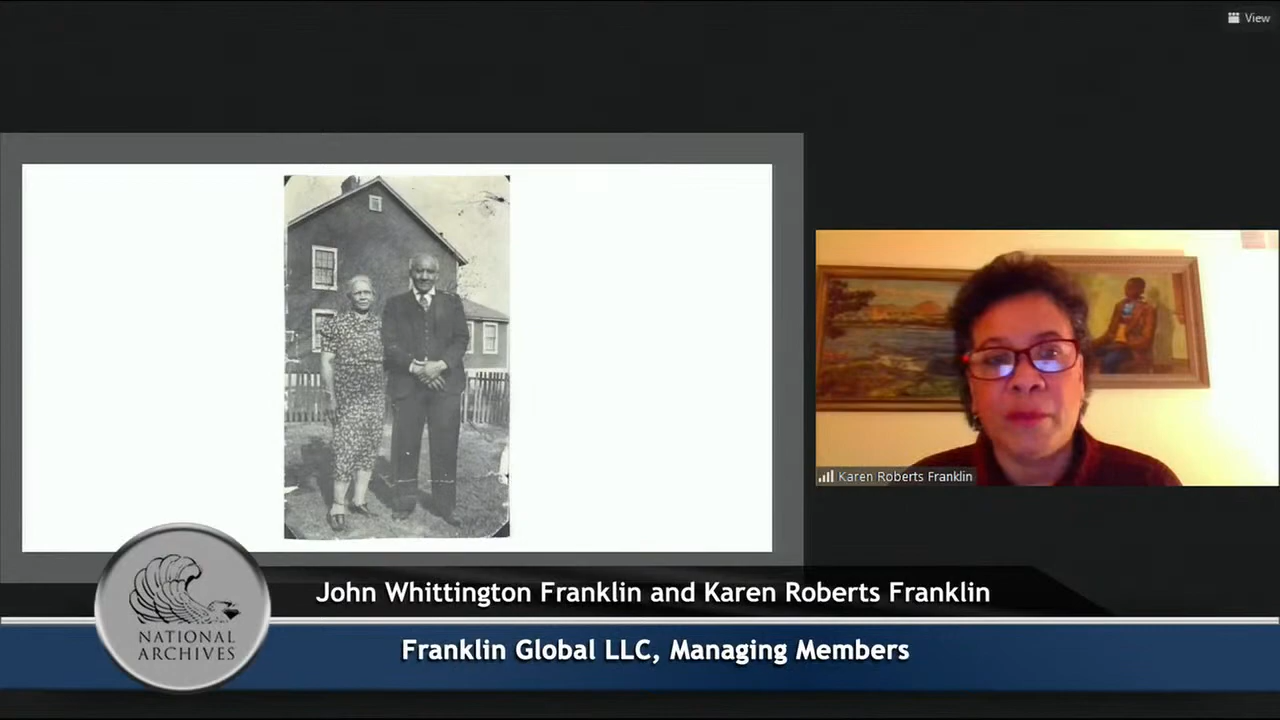 View
Karen Roberts Franklin
John Whittington Franklin and Karen Roberts Franklin
NATIONAL
ARCHIVES
Franklin Global LLC, Managing Members